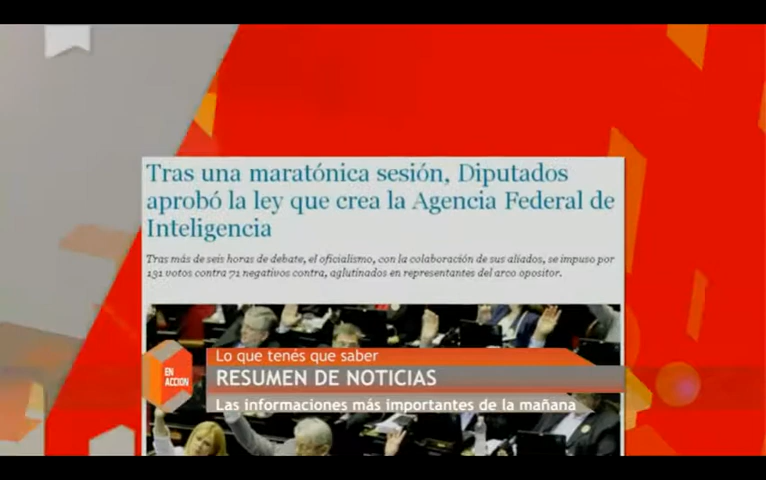 Tras una maratónica sesión, Diputados
aprobó la ley que crea la Agencia Federal de
Inteligencia
Tras más de seis horas de debate, el oficialismo, con la colaboración de sus aliados, se impuso por
131 votos contra 71 negativos contra, aglutinados en representantes del arco opositor.
Lo que tenés que saber
EN
ACCION
RESUMEN DE NOTICIAS
Las informaciones más importantes de la mañana